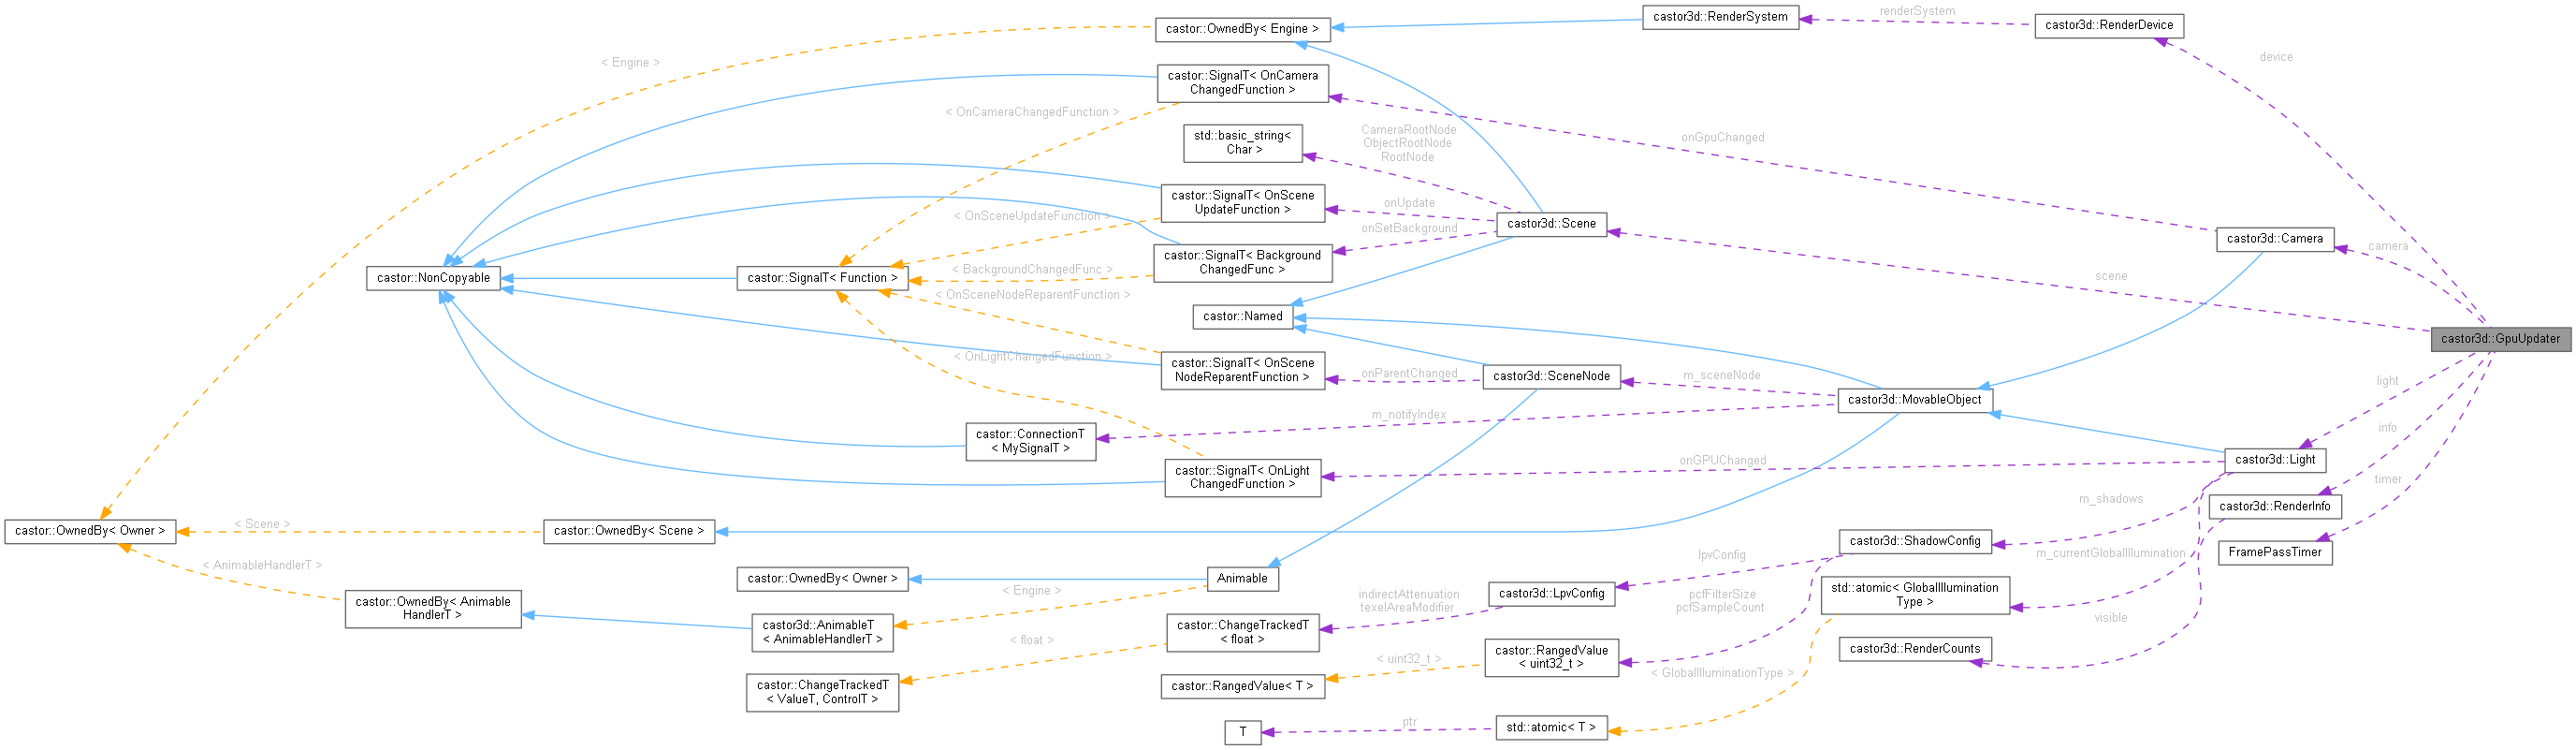 castor::OwnedBy< Engine >
castor3d::RenderSystem
renderSystem
castor3d::RenderDevice
< Engine >
device
castor::SignalT< OnCamera
ChangedFunction >
< OnCameraChangedFunction >
std::basic_string<
Char >
CameraRootNode
ObjectRootNode
RootNode
onGpuChanged
castor::SignalT< OnScene
UpdateFunction >
< OnSceneUpdateFunction >
onUpdate
castor3d::Scene
onSetBackground
castor3d::Camera
camera
castor::SignalT< Background
ChangedFunc >
< BackgroundChangedFunc >
castor::NonCopyable
castor::SignalT< Function >
scene
< OnSceneNodeReparentFunction >
castor::Named
castor3d::GpuUpdater
< OnLightChangedFunction >
castor::SignalT< OnScene
NodeReparentFunction >
onParentChanged
castor3d::SceneNode
m_sceneNode
castor3d::MovableObject
light
m_notifyIndex
info
castor::ConnectionT
< MySignalT >
castor::SignalT< OnLight
ChangedFunction >
onGPUChanged
castor3d::Light
timer
m_shadows
castor3d::RenderInfo
castor::OwnedBy< Owner >
< Scene >
castor::OwnedBy< Scene >
castor3d::ShadowConfig
m_currentGlobalIllumination
FramePassTimer
lpvConfig
< AnimableHandlerT >
castor::OwnedBy< Owner >
Animable
< Engine >
castor::OwnedBy< Animable
HandlerT >
indirectAttenuation
texelAreaModifier
castor3d::LpvConfig
pcfFilterSize
pcfSampleCount
std::atomic< GlobalIllumination
Type >
visible
castor3d::AnimableT
< AnimableHandlerT >
castor::ChangeTrackedT
< float >
< float >
castor::RangedValue
< uint32_t >
< uint32_t >
castor3d::RenderCounts
castor::ChangeTrackedT
< ValueT, ControlT >
castor::RangedValue< T >
< GlobalIlluminationType >
T
ptr
std::atomic< T >